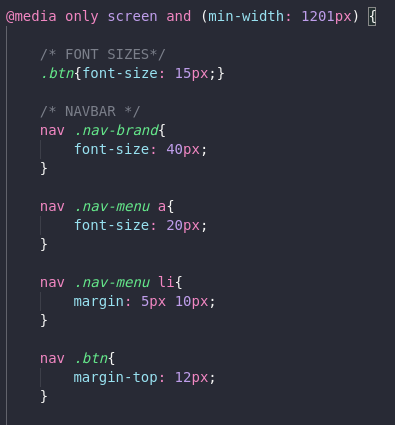 @media only screen and (min-width: 1201px) {
/* FONT SIZES*/
.btn{font-size: 15px;}
/* NAVBAR */
nav .nav-brand{
font-size: 40px;
}
nav .nav-menu a{
font-size: 20px;
}
nav .nav-menu li{
margin: 5px 10px;
}
nav .btn{
margin-top: 12px;
}